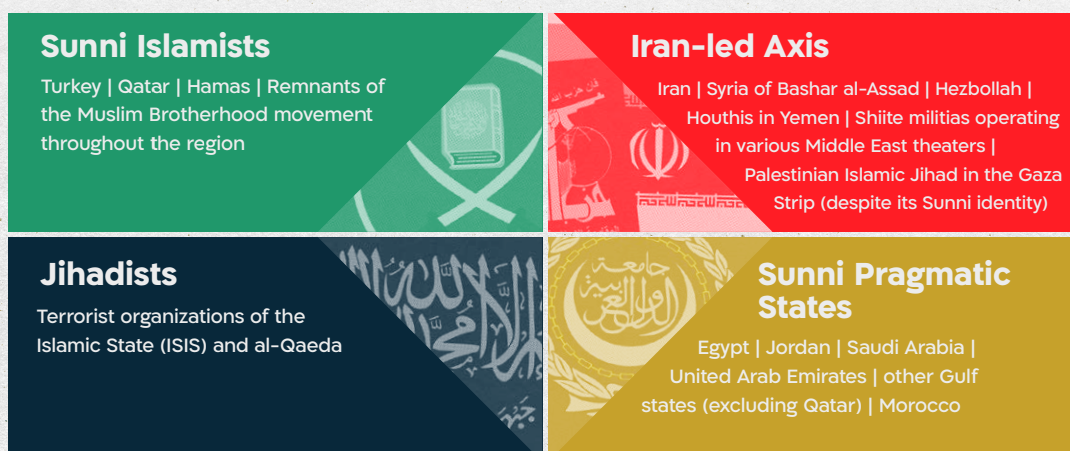 Sunni Islamists
Turkey | Qatar | Hamas | Remnants of
the Muslim Brotherhood movement
throughout the region
Iran-led Axis
Iran | Syria of Bashar al-Assad | Hezbollah |
Houthis in Yemen | Shiite militias operating
in various Middle East theaters |
Palestinian Islamic Jihad in the Gaza
Strip (despite its Sunni identity)
Jihadists
Terrorist organizations of the
Islamic State (ISIS) and al-Qaeda
Sunni Pragmatic
States
Egypt | Jordan | Saudi Arabia |
United Arab Emirates | other Gulf
states (excluding Qatar) | Morocco
جامعة
الدول العربية